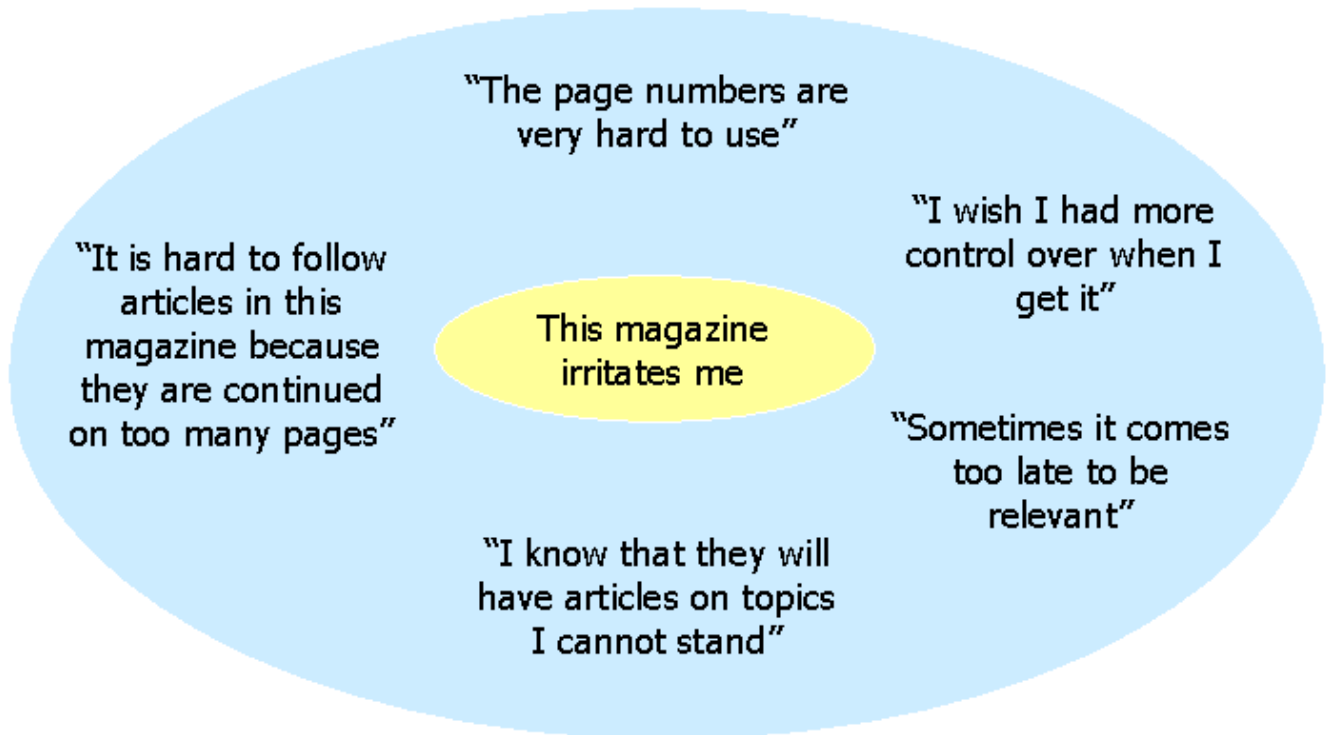 “The page numbers are
very hard to use”
“I wish I had more
control over when I
get it”
“It is hard to follow
articles in this
magazine because
they are continued
on too many pages”
This magazine
irritates me
“Sometimes it comes
too late to be
relevant”
“I know that they will
have articles on topics
I cannot stand”